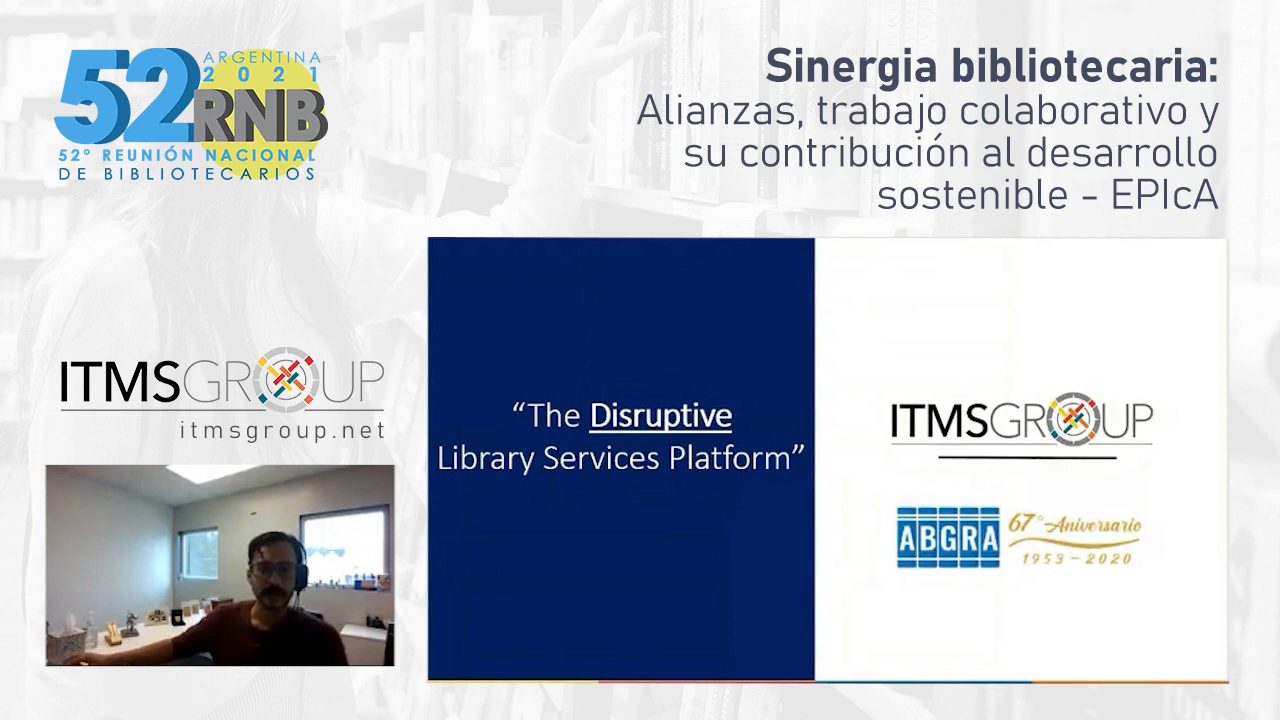 52 ARGENTINA
2021
RNB
52° REUNIÓN NACIONAL
DE BIBLIOTECARIOS
Sinergia bibliotecaria:
Alianzas, trabajo colaborativo y
su contribución al desarrollo
sostenible - EPIcA
ITMSGROUP
itmsgroup.net
“The Disruptive
Library Services Platform”
ITMSGROUP
ABGRA
67° Aniversario
1953 - 2020